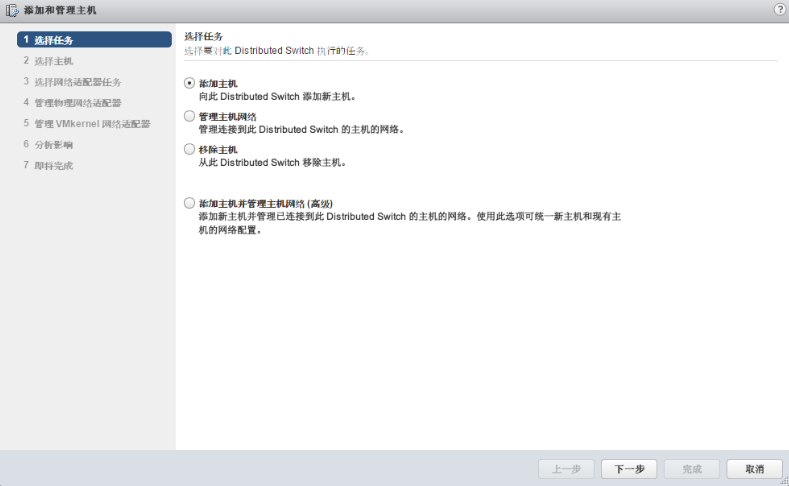 添加和管理主机
?
1 选择任务
2 选择主机
3 选择网络适配器任务
4 管理物理网络适配器
5 管理 VMkernel 网络适配器
6 分析影响
7 即将完成
选择任务
选择要对此 Distributed Switch 执行的任务。
添加主机
向此 Distributed Switch 添加新主机。
管理主机网络
管理连接到此 Distributed Switch 的主机的网络。
移除主机
从此 Distributed Switch 移除主机。
添加主机并管理主机网络 (高级)
添加新主机并管理已连接到此 Distributed Switch 的主机的网络。使用此选项可统一新主机和现有主
机的网络配置。
上一步 下一步 完成 取消